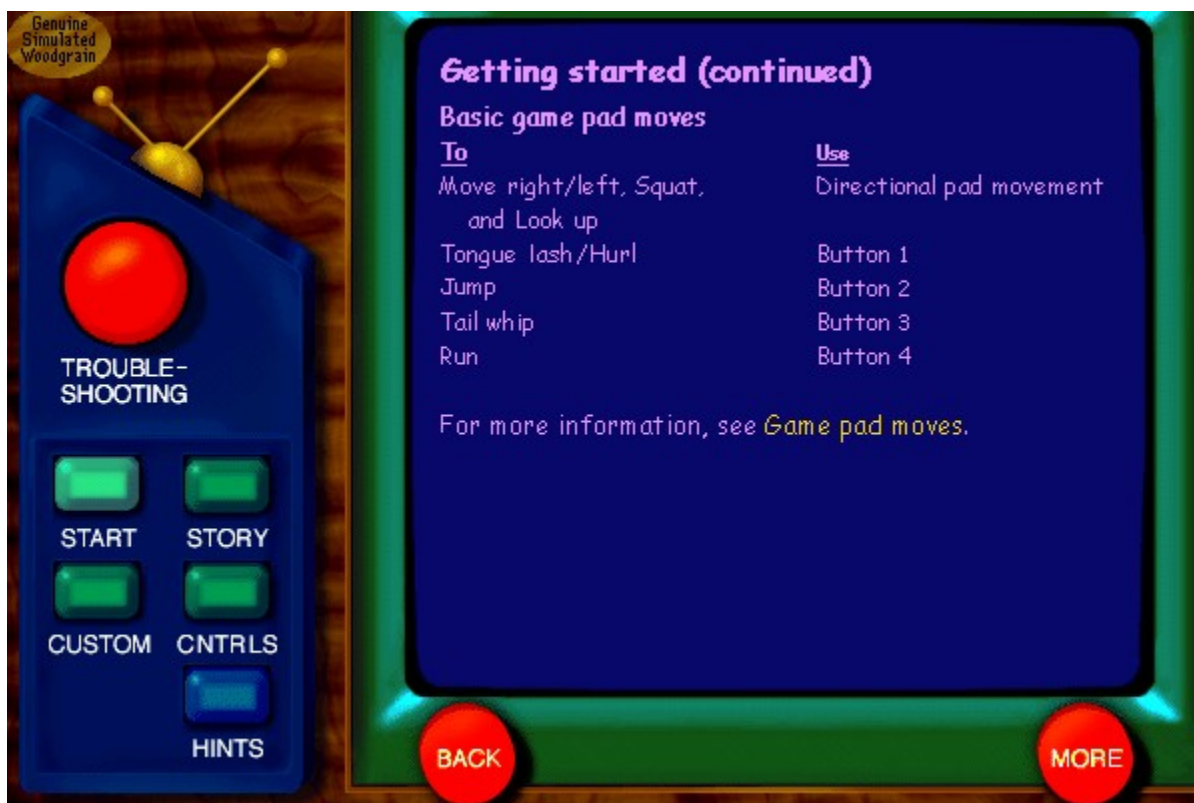 Genuine
Simulated
Woodgrain
TROUBLE-
SHOOTING
START STORY
CUSTOM CNTRLS
HINTS
Getting started (continued)
Basic game pad moves
To Use
Move right/left, Squat, Directional pad movement
and Look up
Tongue lash/Hurl Button 1
Jump Button 2
Tail whip Button 3
Run Button 4
For more information, see Game pad moves.
BACK MORE